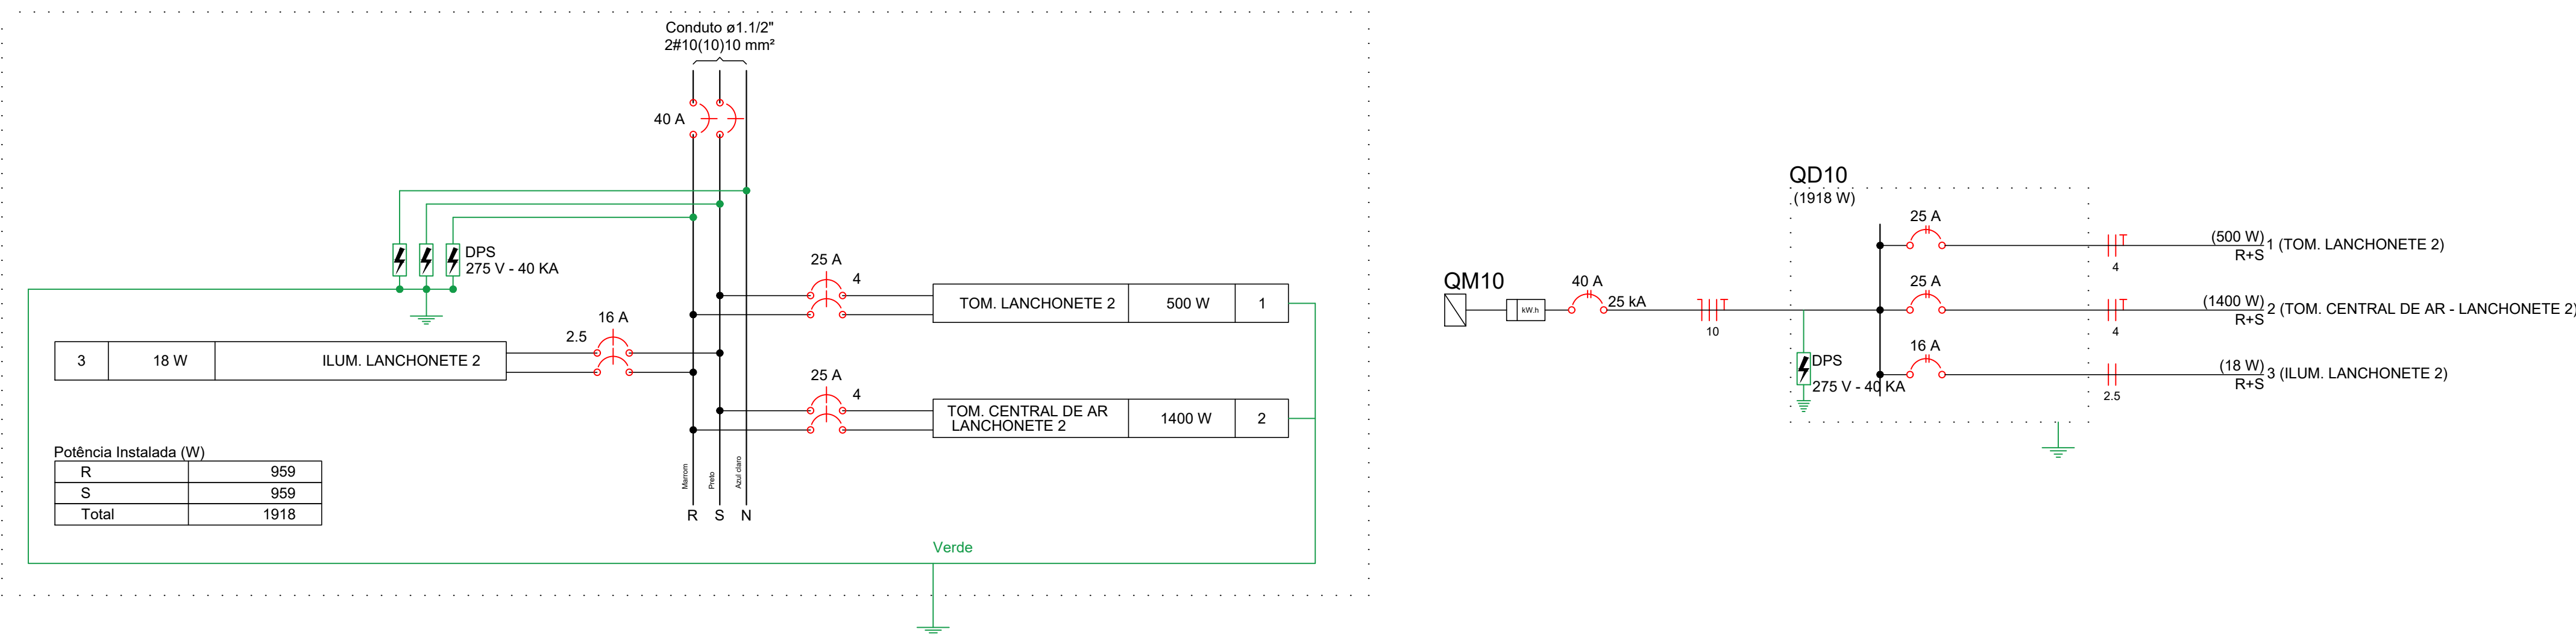 Conduto ø1.1/2"
2#10(10)10 mm²
40 A
DPS
275 V - 40 KA
25 A
4
TOM. LANCHONETE 2 500 W 1
16 A
2.5
3 18 W ILUM. LANCHONETE 2
25 A
4
TOM. CENTRAL DE AR
LANCHONETE 2
1400 W 2
Potência Instalada (W)
R 959
S 959
Total 1918
Marrom
Preto
Azul claro
R S N
Verde
QM10
kW.h
40 A
25 kA
10
QD10
(1918 W)
DPS
275 V - 40 KA
25 A
4
(500 W)
R+S
1 (TOM. LANCHONETE 2)
25 A
4
(1400 W)
R+S
2 (TOM. CENTRAL DE AR - LANCHONETE 2)
16 A
2.5
(18 W)
R+S
3 (ILUM. LANCHONETE 2)